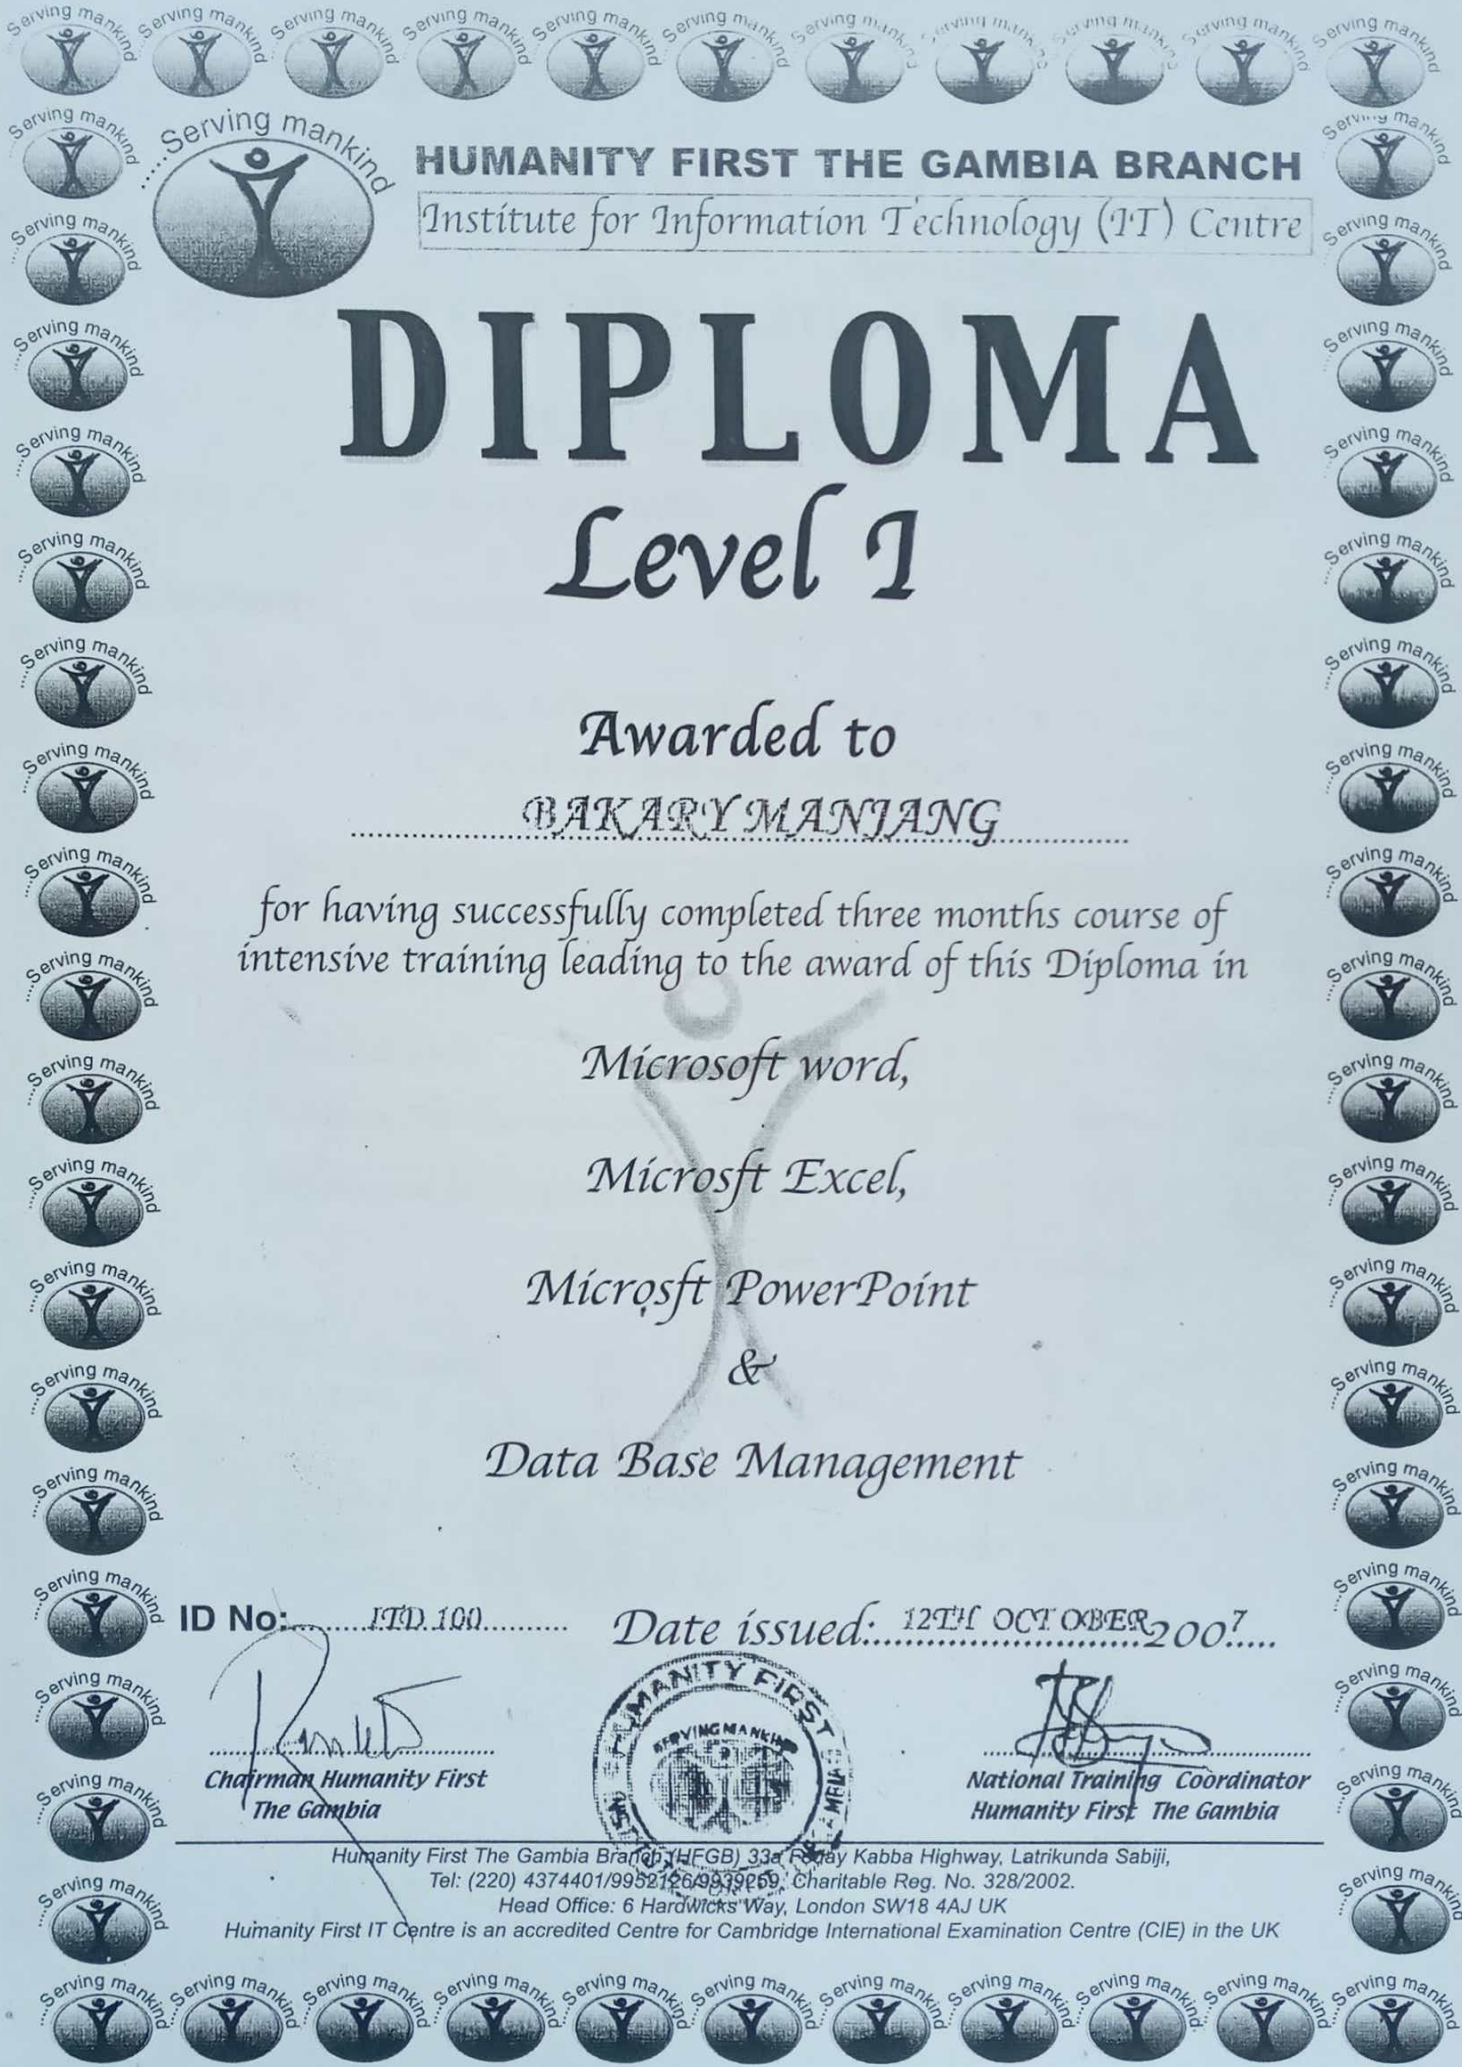 .....Serving mankind
HUMANITY FIRST THE GAMBIA BRANCH
Institute for Information Technology (IT) Centre
DIPLOMA
Level I
Awarded to
BAKARY MANJANG
for having successfully completed three months course of
intensive training leading to the award of this Diploma in
Microsoft word,
Microsft Excel,
Microsft PowerPoint
&
Data Base Management
ID No: ITD 100 Date issued: 12TH OCTOBER 2007
HUMANITY FIRST
SERVING MANKIND
Chairman Humanity First
The Gambia
National Training Coordinator
Humanity First The Gambia
Humanity First The Gambia Branch (HFGB) 33a Foday Kabba Highway, Latrikunda Sabiji,
Tel: (220) 4374401/9952126/9939259, Charitable Reg. No. 328/2002.
Head Office: 6 Hardwicks Way, London SW18 4AJ UK
Humanity First IT Centre is an accredited Centre for Cambridge International Examination Centre (CIE) in the UK